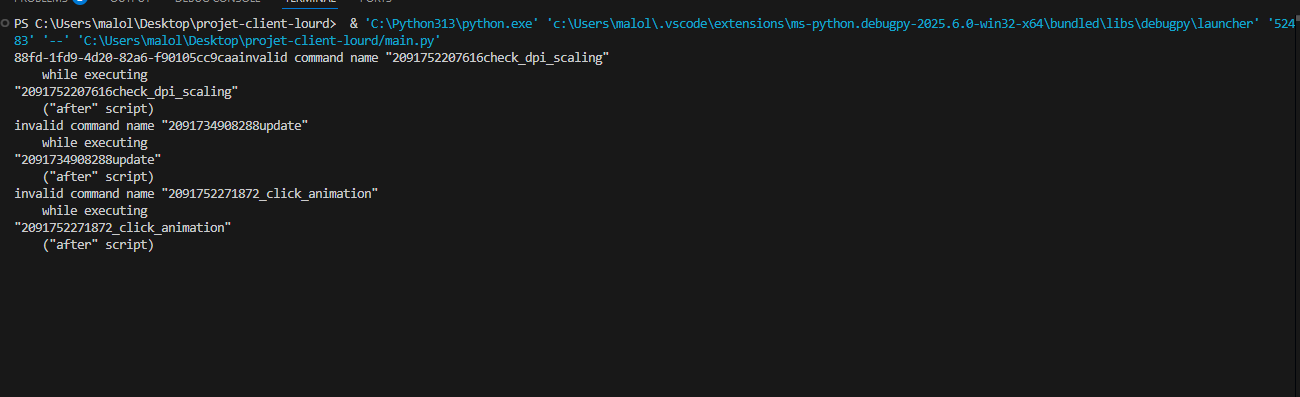 PS C:\Users\malol\Desktop\projet-client-lourd>  & 'C:\Python313\python.exe' 'c:\Users\malol\.vscode\extensions\ms-python.debugpy-2025.6.0-win32-x64\bundled\libs\debugpy\launcher' '524
83' '--' 'C:\Users\malol\Desktop\projet-client-lourd/main.py'
88fd-1fd9-4d20-82a6-f90105cc9caainvalid command name "2091752207616check_dpi_scaling"
    while executing
"2091752207616check_dpi_scaling"
    ("after" script)
invalid command name "2091734908288update"
    while executing
"2091734908288update"
    ("after" script)
invalid command name "2091752271872_click_animation"
    while executing
"2091752271872_click_animation"
    ("after" script)